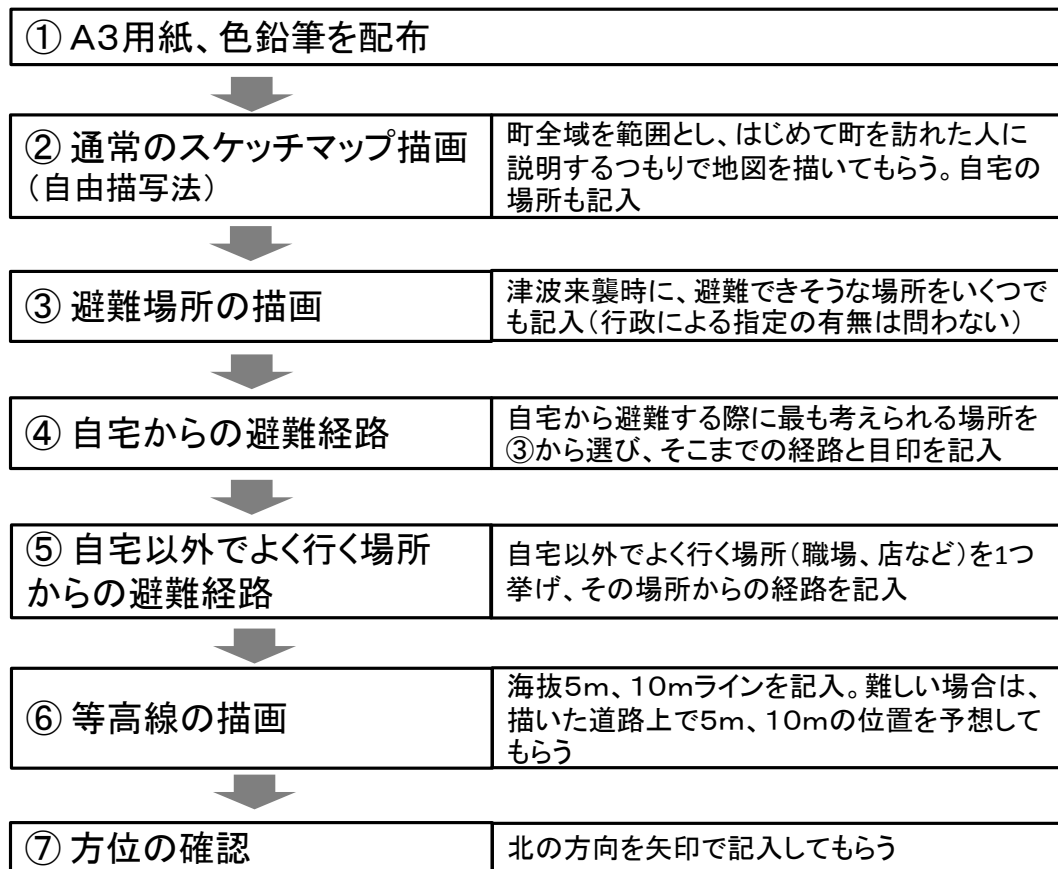 ① A3用紙、色鉛筆を配布
② 通常のスケッチマップ描画
（自由描写法）
町全域を範囲とし、はじめて町を訪れた人に
説明するつもりで地図を描いてもらう。自宅の
場所も記入
③ 避難場所の描画
津波来襲時に、避難できそうな場所をいくつで
も記入（行政による指定の有無は問わない）
④ 自宅からの避難経路
自宅から避難する際に最も考えられる場所を
③から選び、そこまでの経路と目印を記入
⑤ 自宅以外でよく行く場所
からの避難経路
自宅以外でよく行く場所（職場、店など）を1つ
挙げ、その場所からの経路を記入
⑥ 等高線の描画
海抜5m、10mラインを記入。難しい場合は、
描いた道路上で5m、10mの位置を予想して
もらう
⑦ 方位の確認
北の方向を矢印で記入してもらう